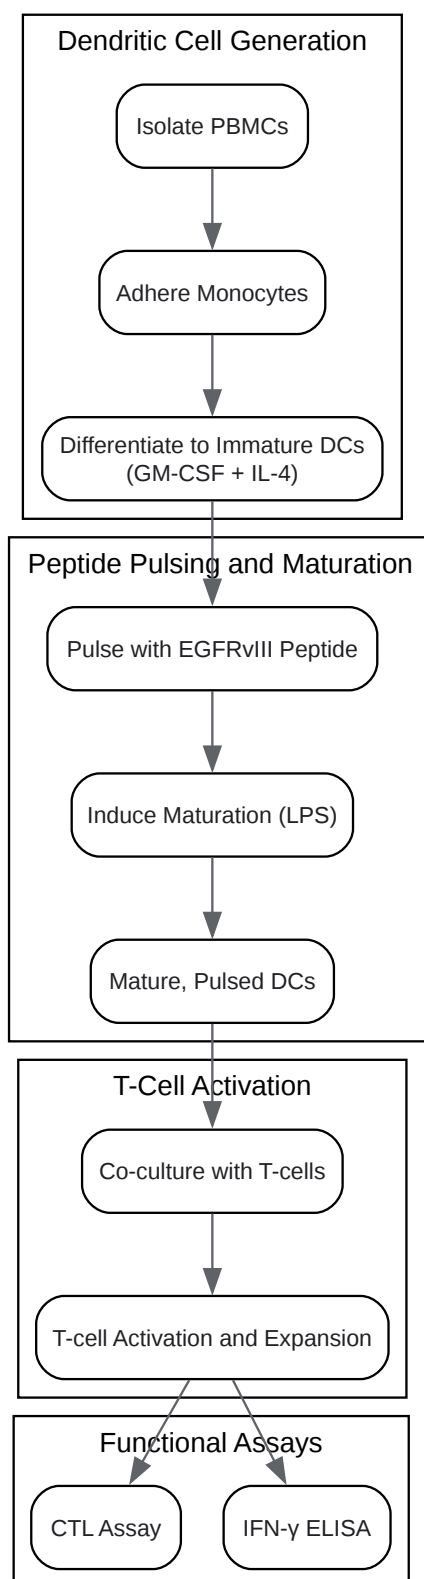 Dendritic Cell Generation
Isolate PBMCs
Adhere Monocytes
Differentiate to Immature DCs
(GM-CSF + IL-4)
Peptide Pulsing and Maturation
Pulse with EGFRvIII Peptide
Induce Maturation (LPS)
Mature, Pulsed DCs
T-Cell Activation
Co-culture with T-cells
T-cell Activation and Expansion
Functional Assays
CTL Assay
IFN-γ ELISA